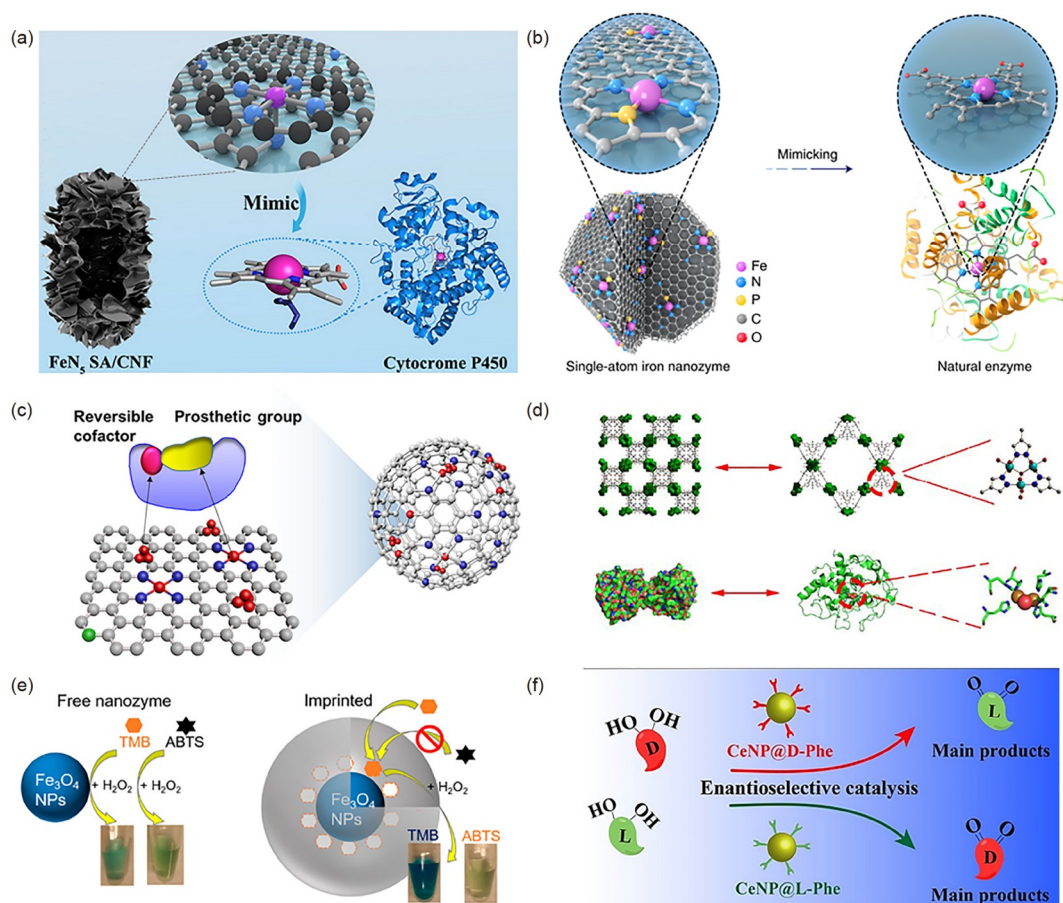 (a)
Mimic
FeN₅ SA/CNF
Cytocrome P450
(b)
Mimicking
Fe
N
P
C
O
Single-atom iron nanozyme
Natural enzyme
(c)
Reversible
cofactor
Prosthetic group
(d)
(e)
Free nanozyme
TMB
ABTS
Fe₃O₄
NPs
+ H₂O₂
+ H₂O₂
Imprinted
Fe₃O₄
NPs
+ H₂O₂
TMB
ABTS
(f)
HO
OH
D
CeNP@D-Phe
O
O
L
Main products
Enantioselective catalysis
HO
OH
L
CeNP@L-Phe
O
O
D
Main products